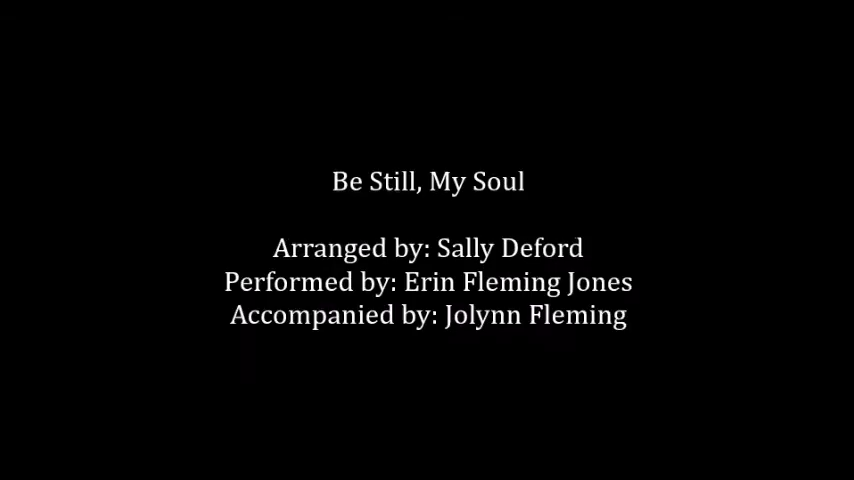 Be Still, My Soul
Arranged by: Sally Deford
Performed by: Erin Fleming Jones
Accompanied by: Jolynn Fleming